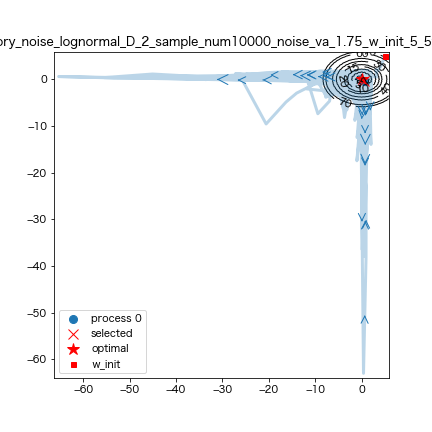 ory_noise_lognormal_D_2_sample_num10000_noise_va_1.75_w_init_5_5
0
−10
−20
−30
−40
−50
−60
process 0
selected
optimal
w_init
−60 −50 −40 −30 −20 −10 0